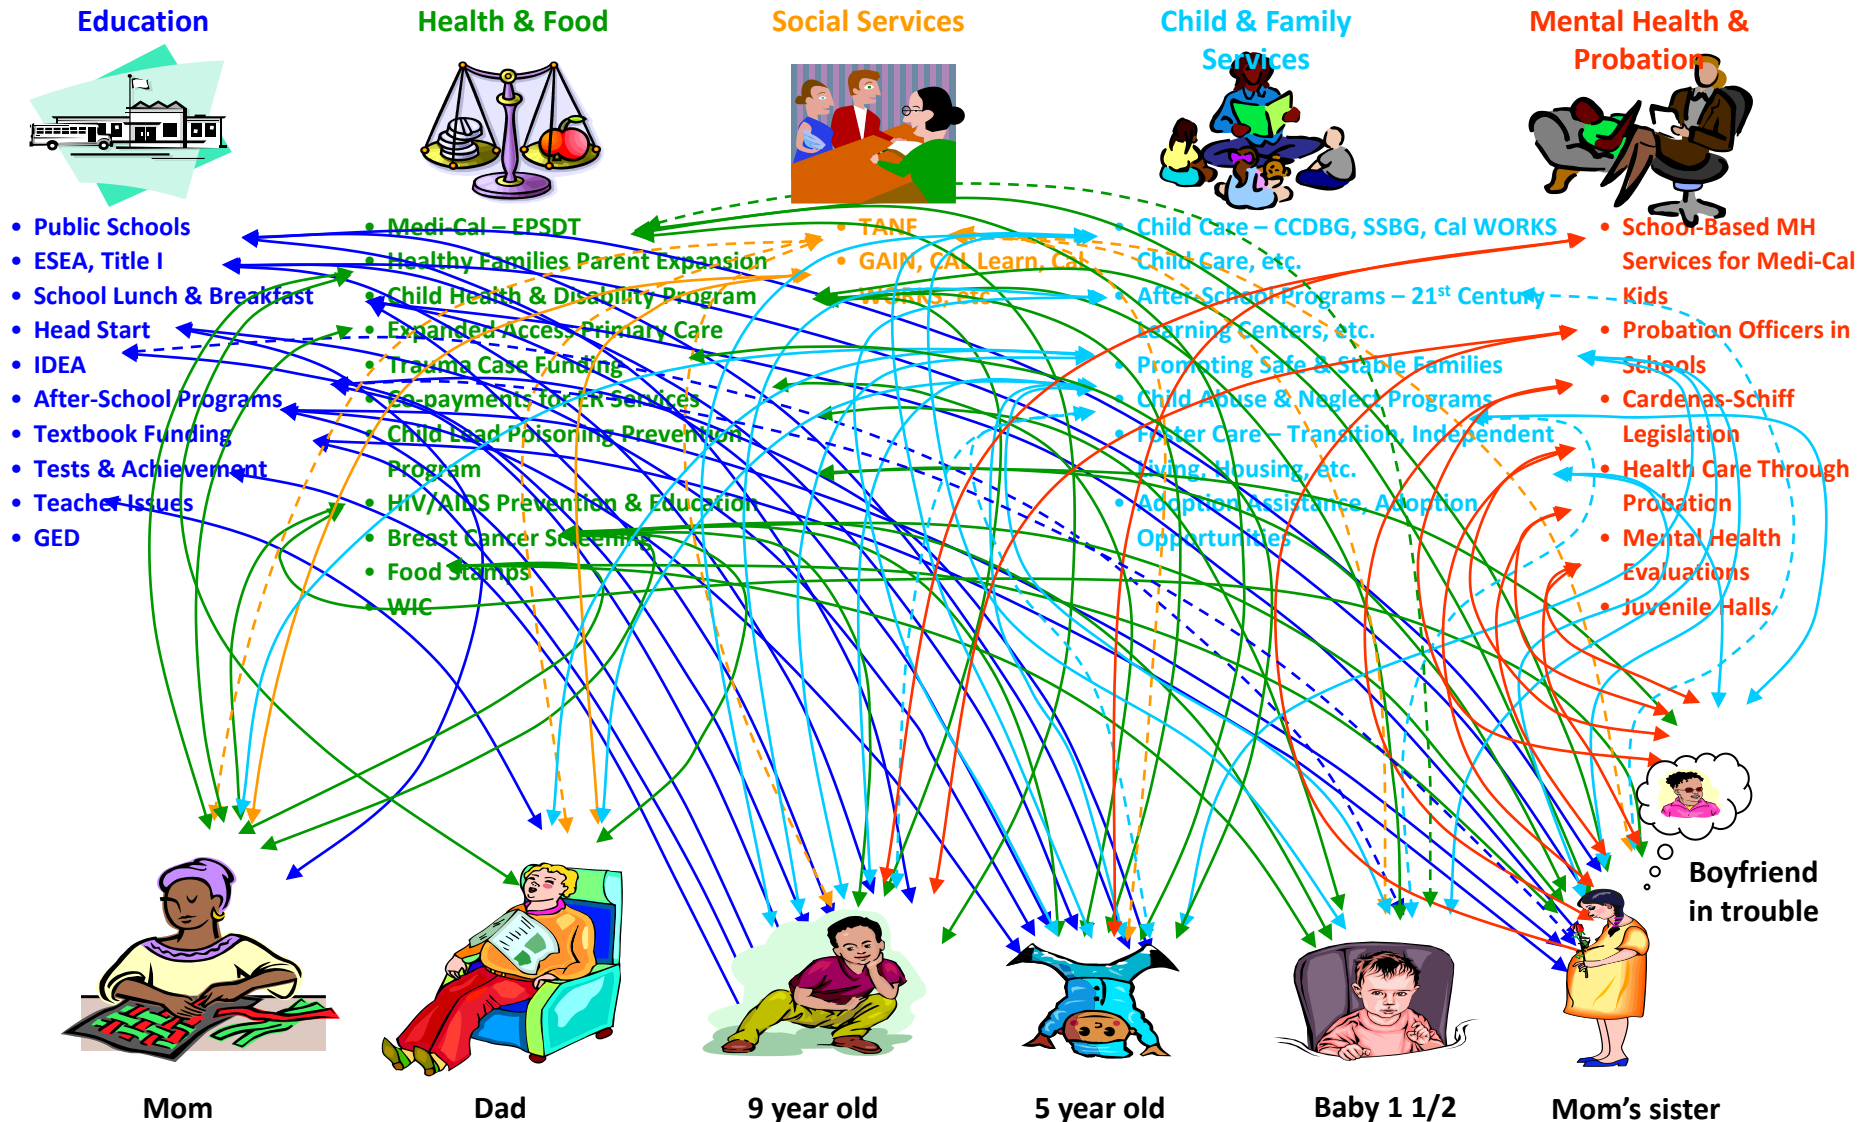 Education
Health & Food
Social Services
Child & Family
Services
Mental Health &
Probation
• Public Schools
• ESEA, Title I
• School Lunch & Breakfast
• Head Start
• IDEA
• After-School Programs
• Textbook Funding
• Tests & Achievement
• Teacher Issues
• GED
• Medi-Cal – EPSDT
• Healthy Families Parent Expansion
• Child Health & Disability Program
• Expanded Access Primary Care
• Trauma Case Funding
• Co-payments for ER Services
• Child Lead Poisoning Prevention
Program
• HIV/AIDS Prevention & Education
• Breast Cancer Screening
• Food Stamps
• WIC
• TANF
• GAIN, CAL Learn, Cal
WORKS, etc.
• Child Care – CCDBG, SSBG, Cal WORKS
Child Care, etc.
• After-School Programs – 21st Century
Learning Centers, etc.
• Promoting Safe & Stable Families
• Child Abuse & Neglect Programs
• Foster Care – Transition, Independent
Living, Housing, etc.
• Adoption Assistance, Adoption
Opportunities
• School-Based MH
Services for Medi-Cal
Kids
• Probation Officers in
Schools
• Cardenas-Schiff
Legislation
• Health Care Through
Probation
• Mental Health
Evaluations
• Juvenile Halls
Boyfriend
in trouble
Mom
Dad
9 year old
5 year old
Baby 1 1/2
Mom's sister